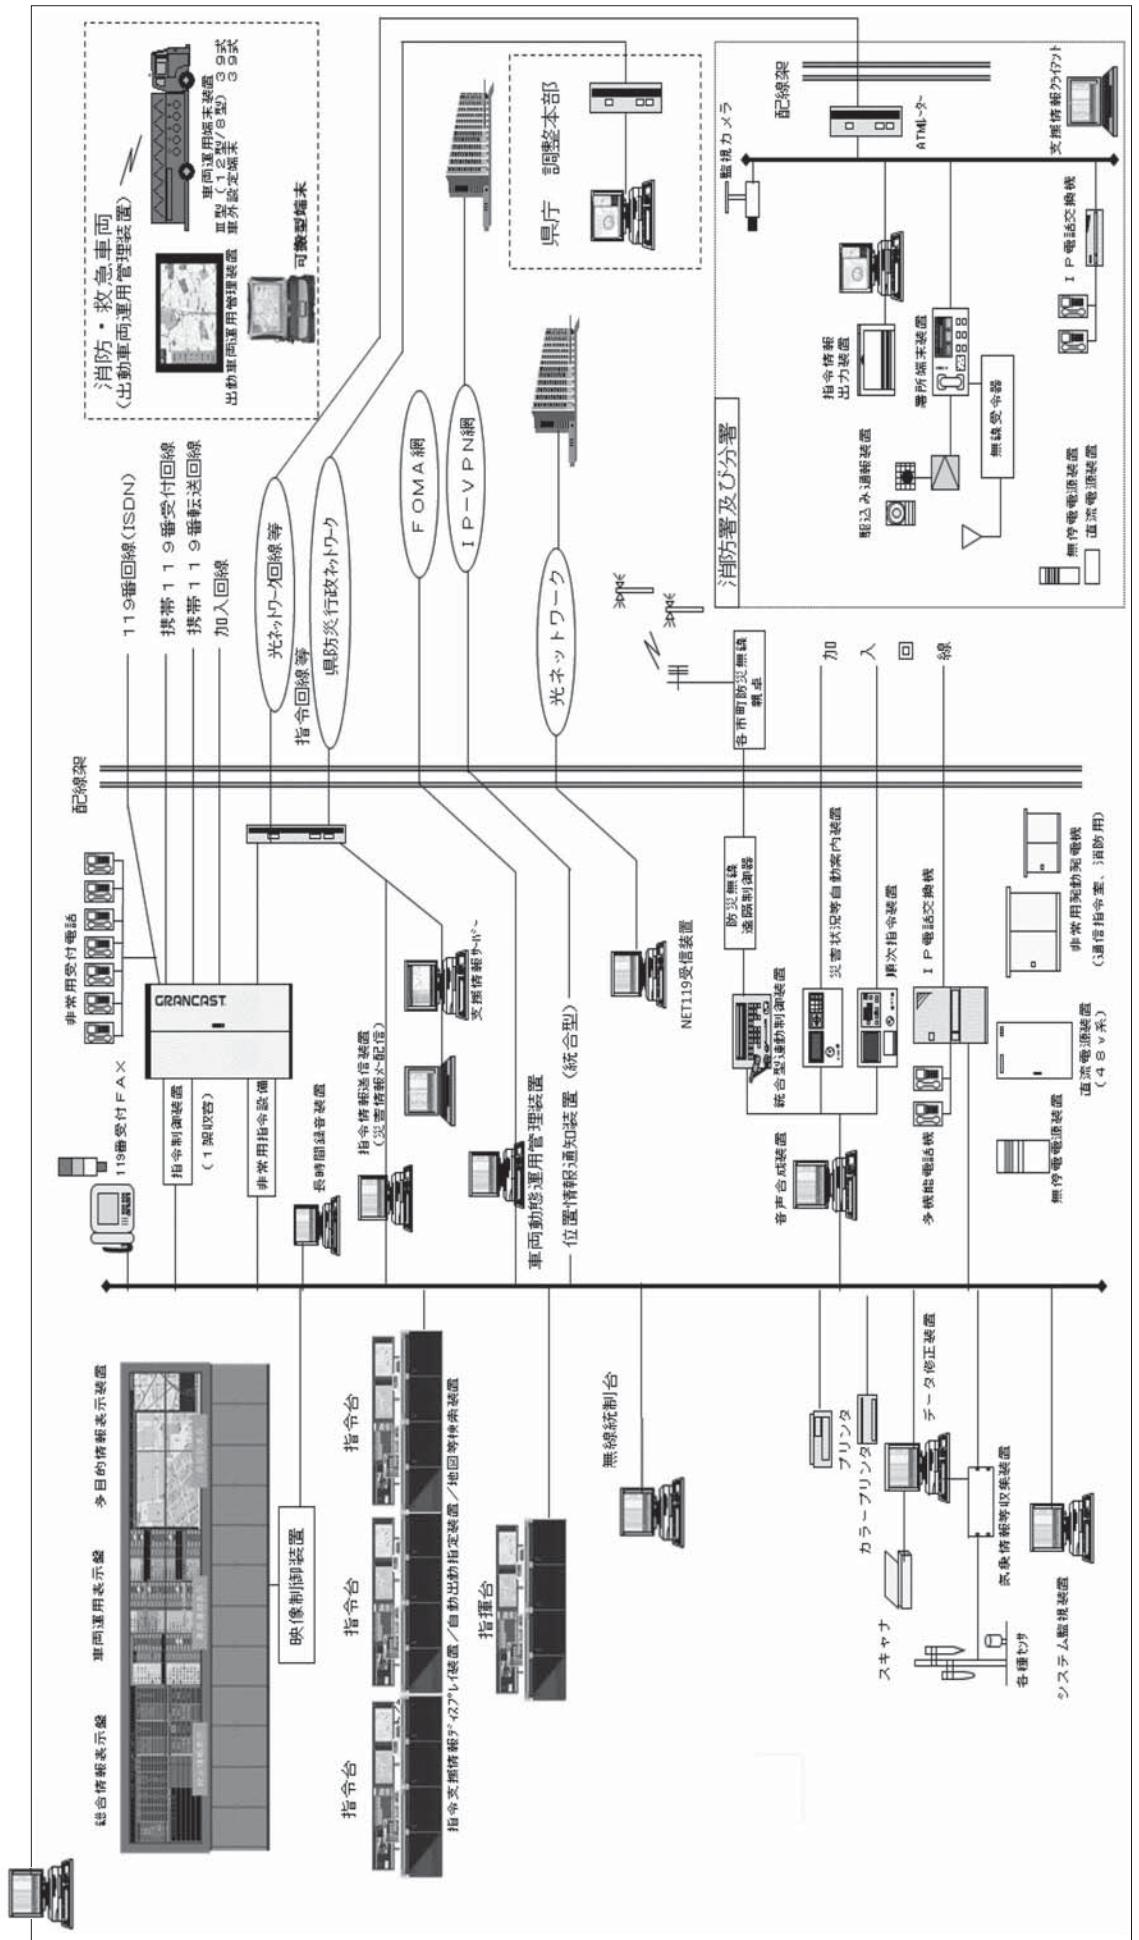 総合情報表示盤
車両運用表示盤
多目的情報表示装置
映像制御装置
指令台
指令台
指令台
指令支援情報ディスプレイ装置/自動出動指定装置/地図等検索装置
指揮台
無線統制台
プリンタ
カラープリンタ
スキャナ
データ修正装置
気象情報等収集装置
各種センサ
システム監視装置
119番受付FAX
非常用受付電話
GRANCAST
指令制御装置
(1架収容)
非常用指令設備
長時間録音装置
指令情報送信装置
(災害情報メール配信)
支援情報サーバー
車両動態運用管理装置
位置情報通知装置(統合型)
NET119受信装置
防災無線
遠隔制御器
統合型連動制御装置
音声合成装置
災害状況等自動案内装置
順次指令装置
IP電話交換機
多機能電話機
無停電電源装置
直流電源装置
(48v系)
非常用発動発電機
(通信指令室、消防用)
配線架
119番回線(ISDN)
携帯119番受付回線
携帯119番転送回線
加入回線
光ネットワーク回線等
指令回線等
県防災行政ネットワーク
FOMA網
IP-VPN網
光ネットワーク
各市町防災無線
親卓
加入回線
消防・救急車両
(出動車両運用管理装置)
車両運用端末装置
Ⅲ型(12型/8型) 39式
車外設定端末 39式
出動車両運用管理装置
可搬型端末
県庁 調整本部
消防署及び分署
監視カメラ
配線架
ATMルーター
支援情報クライアント
指令情報
出力装置
署所端末装置
駆込み通報装置
無線受令器
IP電話交換機
無停電電源装置
直流電源装置